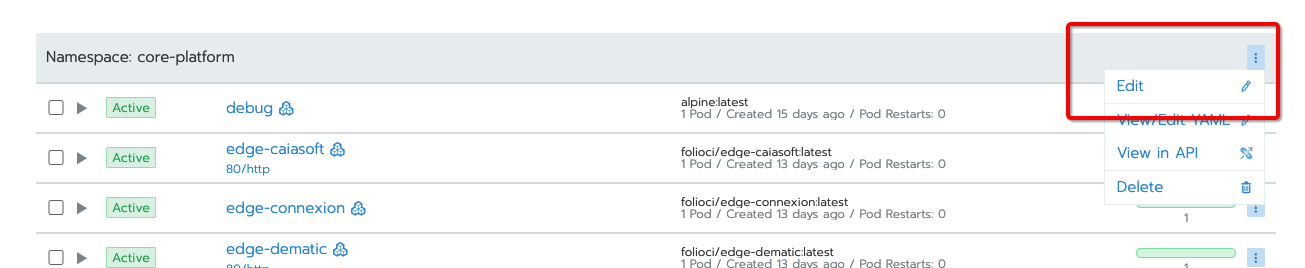 Namespace: core-platform
Edit
View/Edit YAML
View in API
Delete
Active
debug
alpine:latest
1 Pod / Created 15 days ago / Pod Restarts: 0
Active
edge-caiasoft
80/http
folioci/edge-caiasoft:latest
1 Pod / Created 13 days ago / Pod Restarts: 0
Active
edge-connexion
folioci/edge-connexion:latest
1 Pod / Created 13 days ago / Pod Restarts: 0
1
Active
edge-dematic
80/http
folioci/edge-dematic:latest
1 Pod / Created 13 days ago / Pod Restarts: 0
1